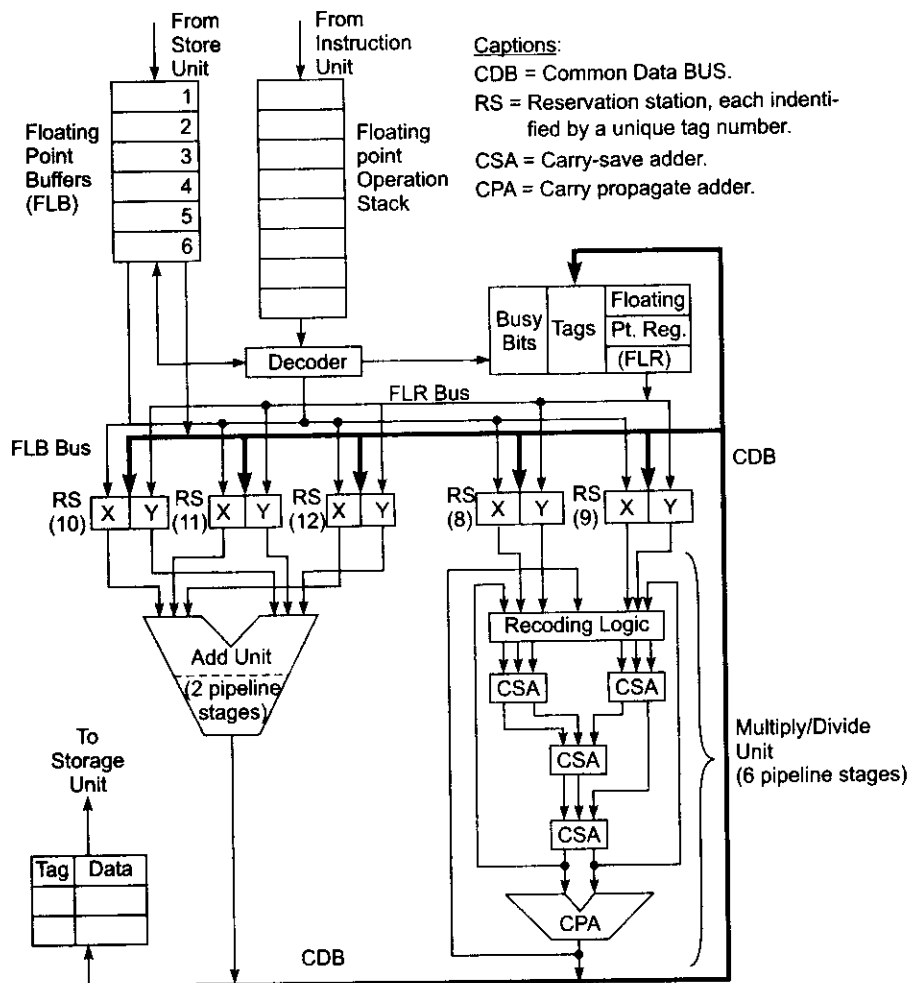 From
Store
Unit
From
Instruction
Unit
Captions:
CDB = Common Data BUS.
RS = Reservation station, each indenti-
fied by a unique tag number.
CSA = Carry-save adder.
CPA = Carry propagate adder.
Floating
Point
Buffers
(FLB)
1
2
3
4
5
6
Floating
point
Operation
Stack
Busy
Bits
Tags
Floating
Pt. Reg.
(FLR)
Decoder
FLR Bus
FLB Bus
CDB
RS
(10)
X Y
RS
(11)
X Y
RS
(12)
X Y
RS
(8)
X Y
RS
(9)
X Y
Add Unit
(2 pipeline
stages)
Recoding Logic
CSA
CSA
CSA
CSA
CPA
Multiply/Divide
Unit
(6 pipeline stages)
To
Storage
Unit
Tag Data
CDB